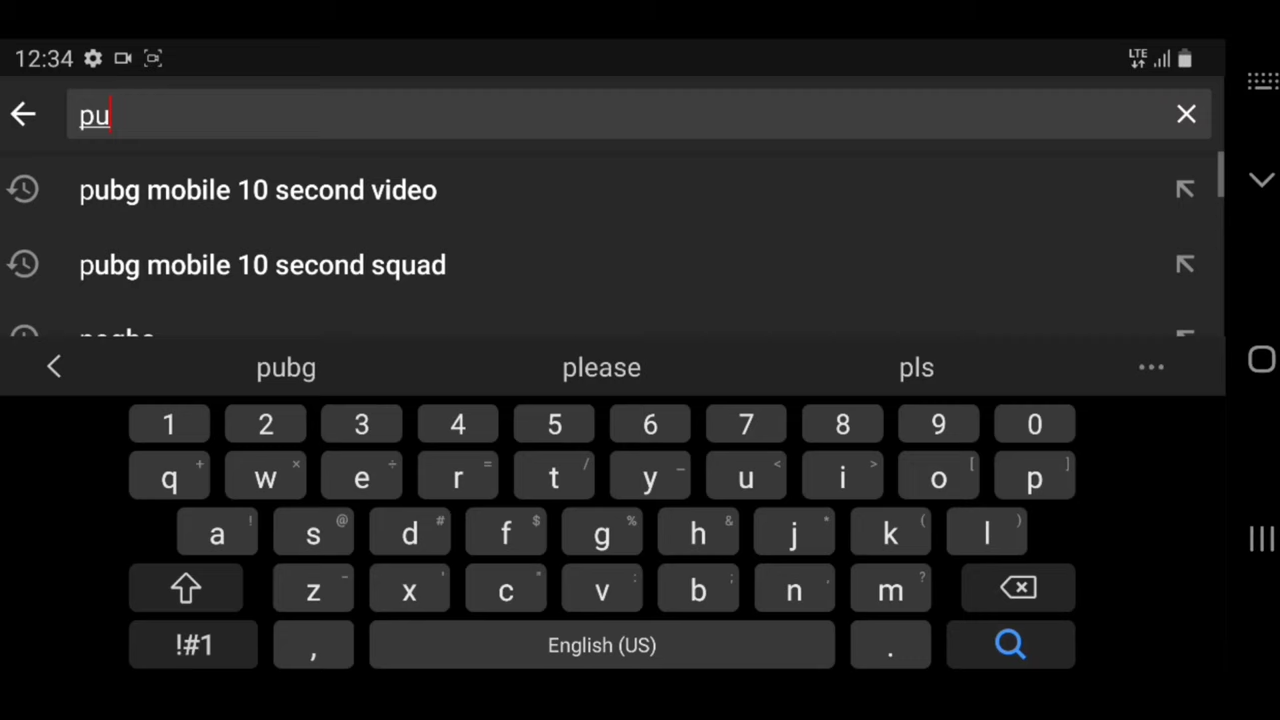 12:34
LTE
pu
pubg mobile 10 second video
pubg mobile 10 second squad
pubg please pls
1 2 3 4 5 6 7 8 9 0
q + w × e ÷ r = t / y _ u < i > o [ p ]
a ! s @ d # f $ g % h & j * k ( l )
z - x ' c " v : b ; n , m ?
!#1 , English (US) .